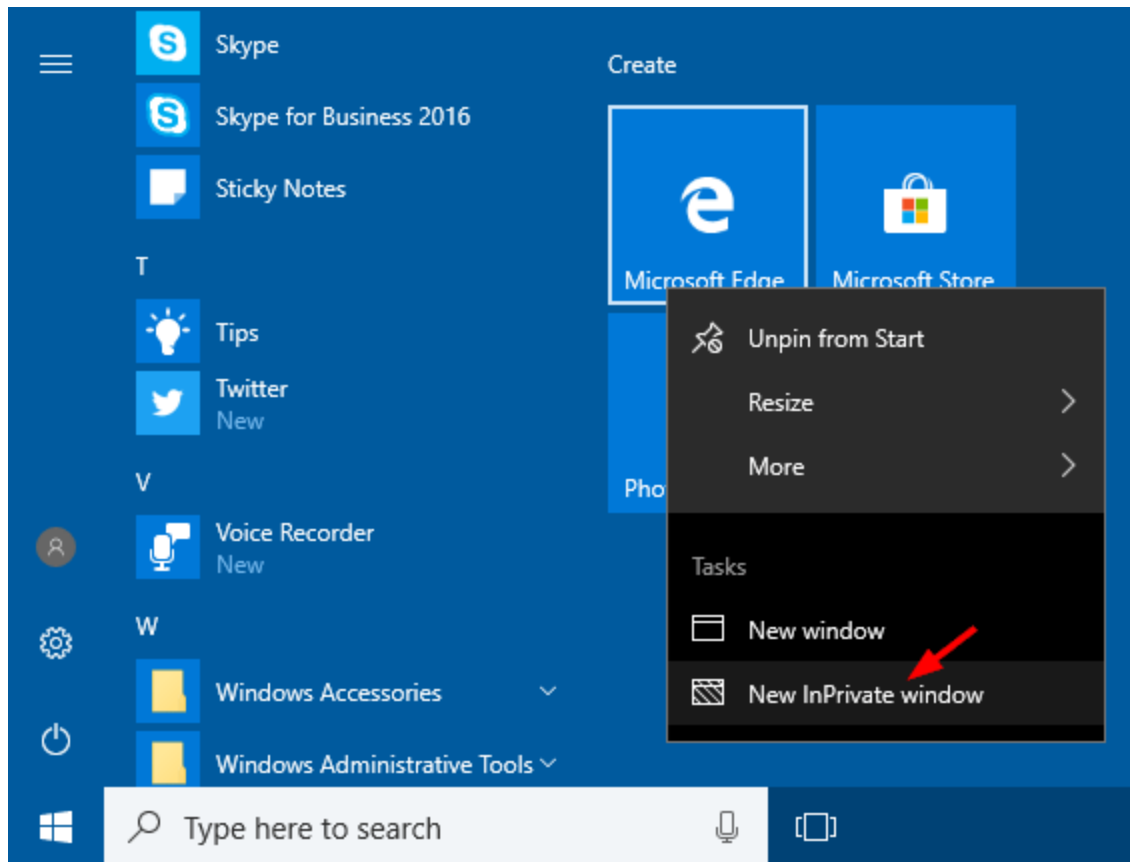 Skype
Skype for Business 2016
Sticky Notes
T
Tips
Twitter
New
V
Voice Recorder
New
W
Windows Accessories
Windows Administrative Tools
Type here to search
Create
Microsoft Edge
Microsoft Store
Pho
Unpin from Start
Resize
More
Tasks
New window
New InPrivate window